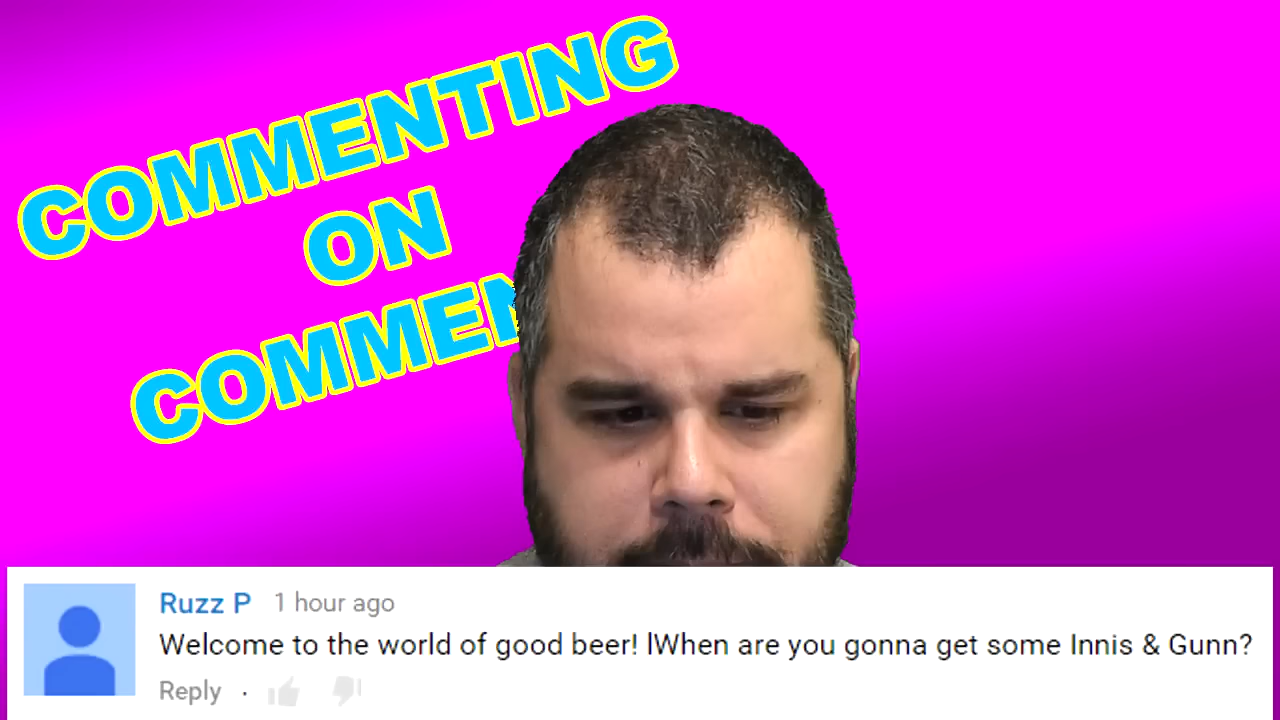 COMMENTING
ON
COMMEN
Ruzz P 1 hour ago
Welcome to the world of good beer! lWhen are you gonna get some Innis & Gunn?
Reply ·